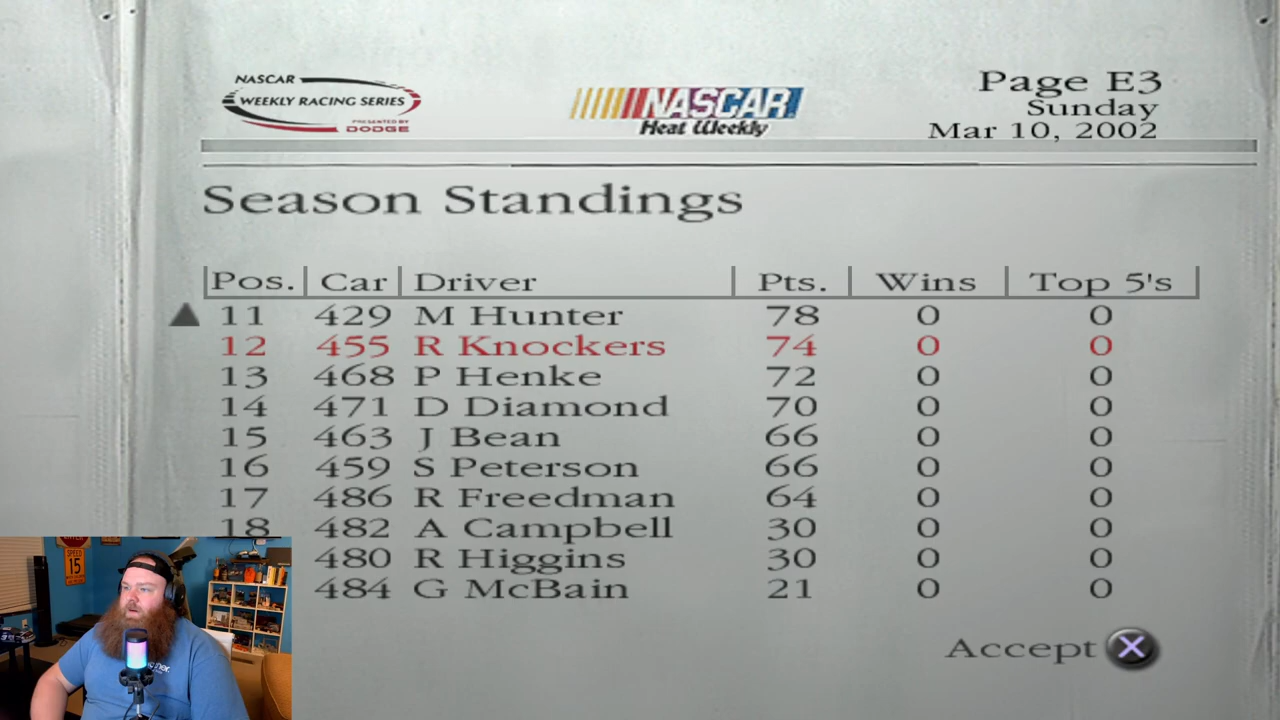 NASCAR
WEEKLY RACING SERIES
PRESENTED BY
DODGE
NASCAR
Heat Weekly
Page E3
Sunday
Mar 10, 2002
Season Standings
Pos. Car Driver Pts. Wins Top 5's
11 429 M Hunter 78 0 0
12 455 R Knockers 74 0 0
13 468 P Henke 72 0 0
14 471 D Diamond 70 0 0
15 463 J Bean 66 0 0
16 459 S Peterson 66 0 0
17 486 R Freedman 64 0 0
18 482 A Campbell 30 0 0
480 R Higgins 30 0 0
484 G McBain 21 0 0
Accept X
SPEED
15